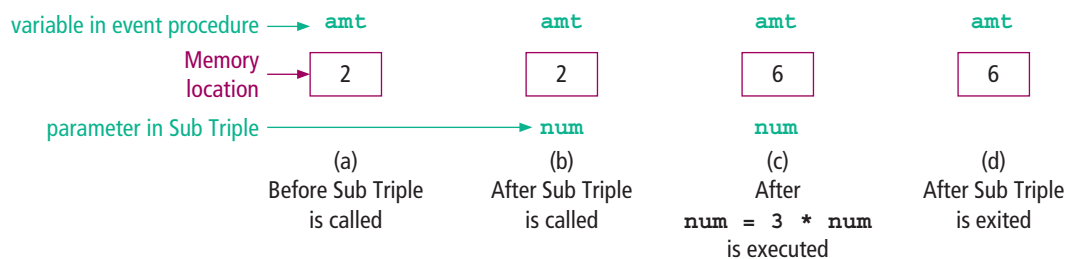 variable in event procedure amt amt amt amt
Memory
location 2 2 6 6
parameter in Sub Triple num num
(a) (b) (c) (d)
Before Sub Triple After Sub Triple After After Sub Triple
is called is called num = 3 * num is exited
is executed